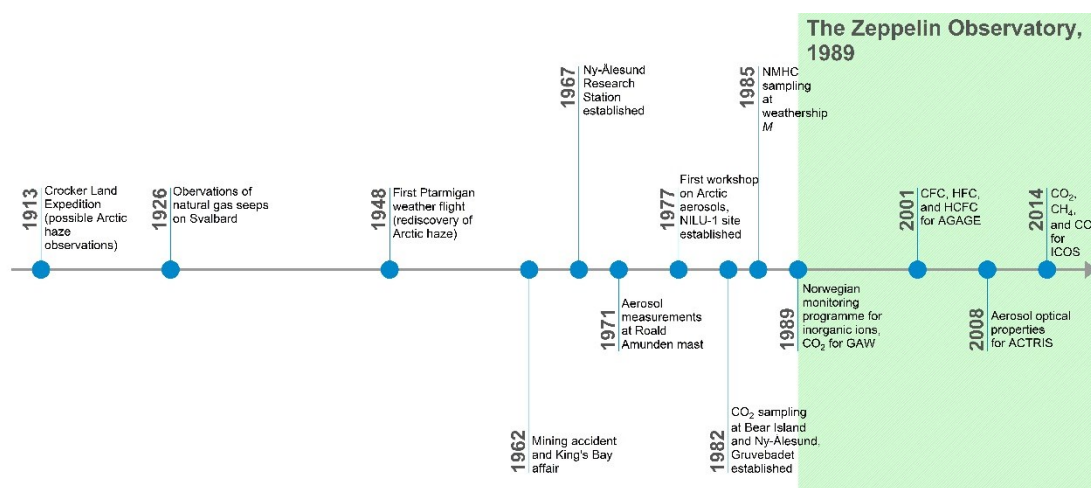 The Zeppelin Observatory,
1989
1913
Crocker Land
Expedition
(possible Arctic
haze
observations)
1926
Obervations of
natural gas seeps
on Svalbard
1948
First Ptarmigan
weather flight
(rediscovery of
Arctic haze)
1962
Mining accident
and King's Bay
affair
1967
Ny-Ålesund
Research
Station
established
1971
Aerosol
measurements
at Roald
Amunden mast
1977
First workshop
on Arctic
aerosols,
NILU-1 site
established
1982
CO₂ sampling
at Bear Island
and Ny-Ålesund,
Gruvebadet
established
1985
NMHC
sampling
at
weathership
M
1989
Norwegian
monitoring
programme for
inorganic ions,
CO₂ for GAW
2001
CFC, HFC,
and HCFC
for AGAGE
2008
Aerosol optical
properties
for ACTRIS
2014
CO₂,
CH₄,
and CO
for
ICOS